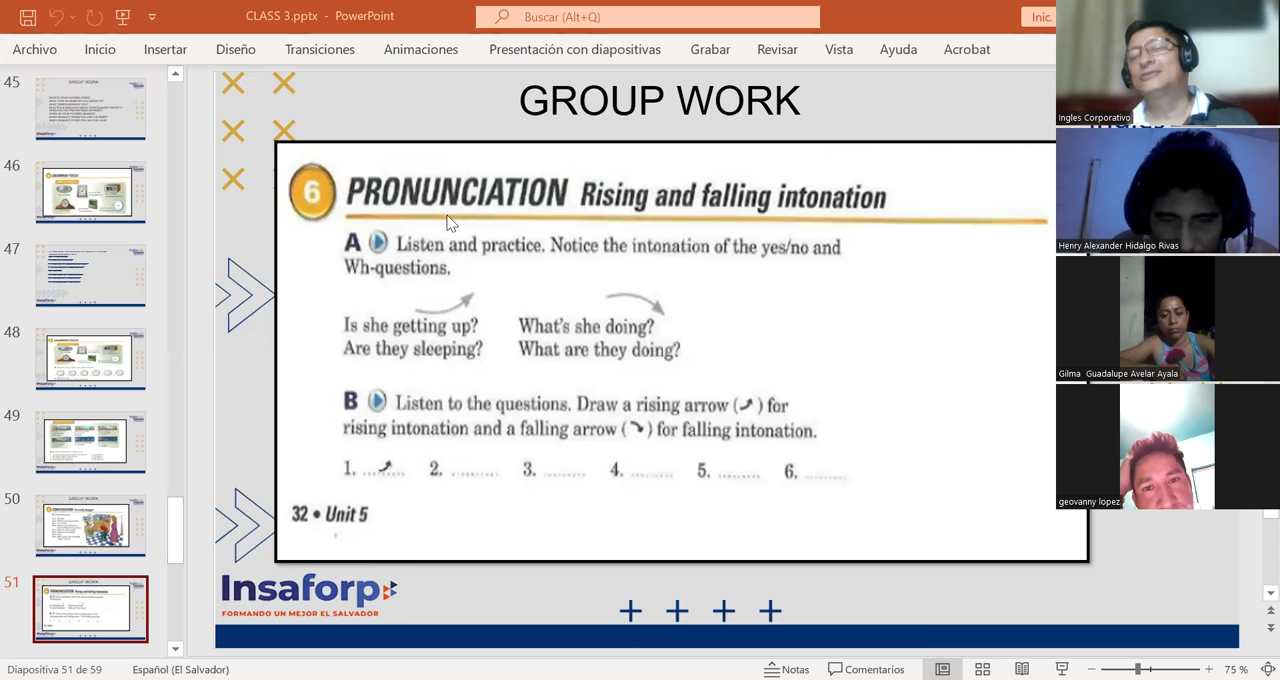 CLASS 3.pptx - PowerPoint
Buscar (Alt+Q)
Inic.
Archivo Inicio Insertar Diseño Transiciones Animaciones Presentación con diapositivas Grabar Revisar Vista Ayuda Acrobat
45
46
47
48
49
50
51
GROUP WORK
6 PRONUNCIATION Rising and falling intonation
A Listen and practice. Notice the intonation of the yes/no and
Wh-questions.
Is she getting up? What's she doing?
Are they sleeping? What are they doing?
B Listen to the questions. Draw a rising arrow ( ) for
rising intonation and a falling arrow ( ) for falling intonation.
1. 2. 3. 4. 5. 6.
32 • Unit 5
Insaforp
FORMANDO UN MEJOR EL SALVADOR
Ingles Corporativo
Henry Alexander Hidalgo Rivas
Gilma Guadalupe Avelar Ayala
geovanny lopez
Diapositiva 51 de 59 Español (El Salvador) Notas Comentarios 75 %